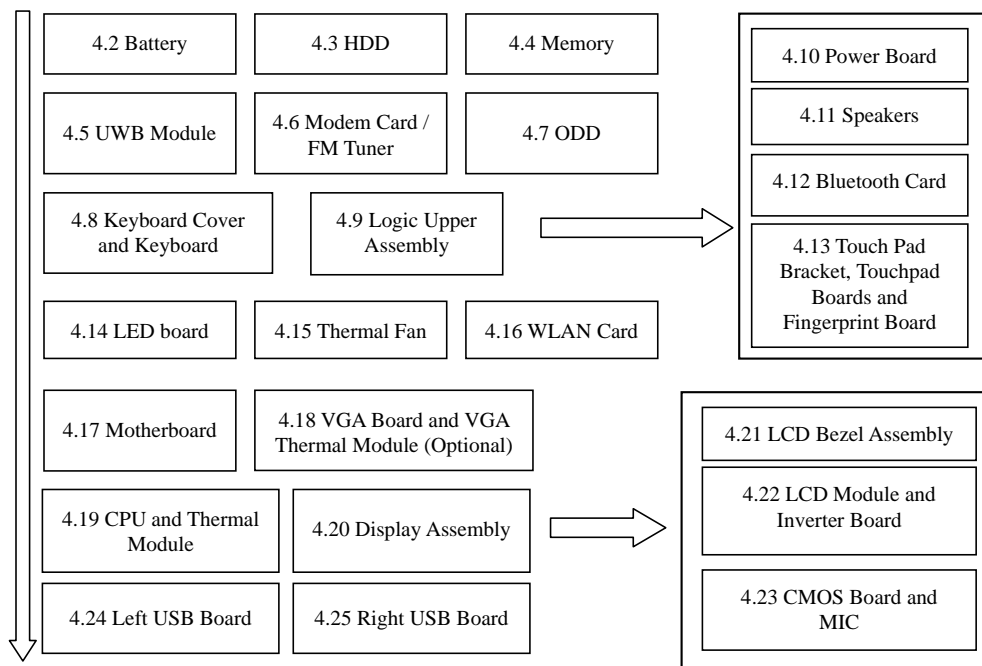 4.2 Battery
4.3 HDD
4.4 Memory
4.5 UWB Module
4.6 Modem Card /
FM Tuner
4.7 ODD
4.8 Keyboard Cover
and Keyboard
4.9 Logic Upper
Assembly
4.10 Power Board
4.11 Speakers
4.12 Bluetooth Card
4.13 Touch Pad
Bracket, Touchpad
Boards and
Fingerprint Board
4.14 LED board
4.15 Thermal Fan
4.16 WLAN Card
4.17 Motherboard
4.18 VGA Board and VGA
Thermal Module (Optional)
4.19 CPU and Thermal
Module
4.20 Display Assembly
4.21 LCD Bezel Assembly
4.22 LCD Module and
Inverter Board
4.23 CMOS Board and
MIC
4.24 Left USB Board
4.25 Right USB Board